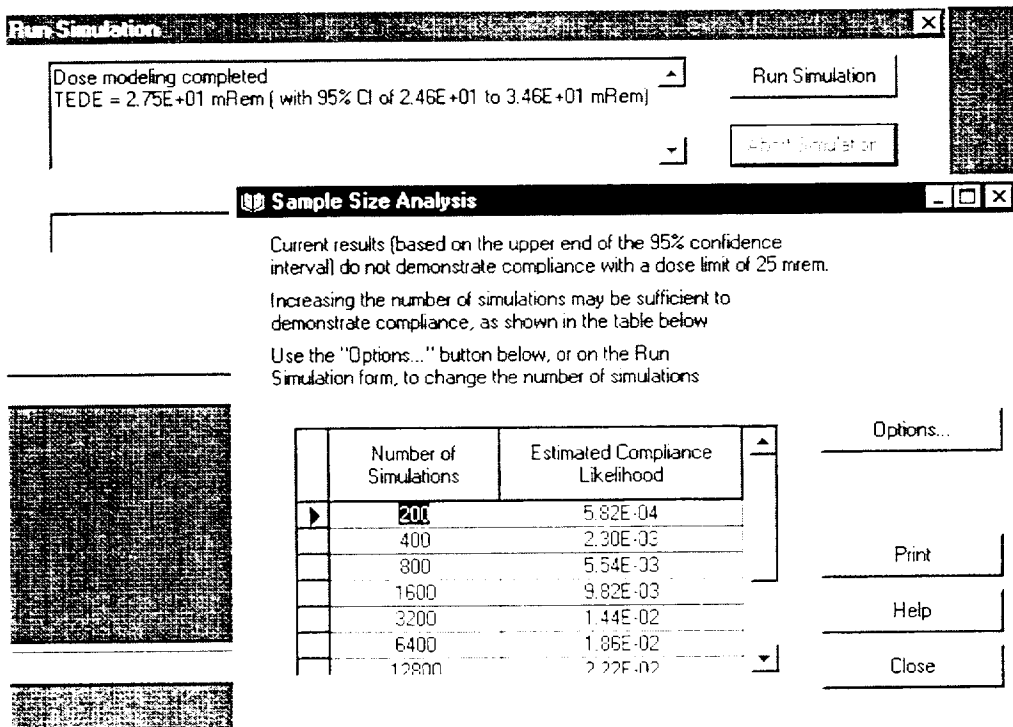 Run Simulation
Dose modeling completed
TEDE = 2.75E+01 mRem ( with 95% CI of 2.46E+01 to 3.46E+01 mRem)
Run Simulation
Abort Simulation
Sample Size Analysis
Current results (based on the upper end of the 95% confidence
interval) do not demonstrate compliance with a dose limit of 25 mrem.
Increasing the number of simulations may be sufficient to
demonstrate compliance, as shown in the table below
Use the "Options..." button below, or on the Run
Simulation form, to change the number of simulations
Options...
Number of Simulations Estimated Compliance Likelihood
200 5.82E-04
400 2.30E-03
800 5.54E-03
1600 9.82E-03
3200 1.44E-02
6400 1.86E-02
12800 2.22E-02
Print
Help
Close